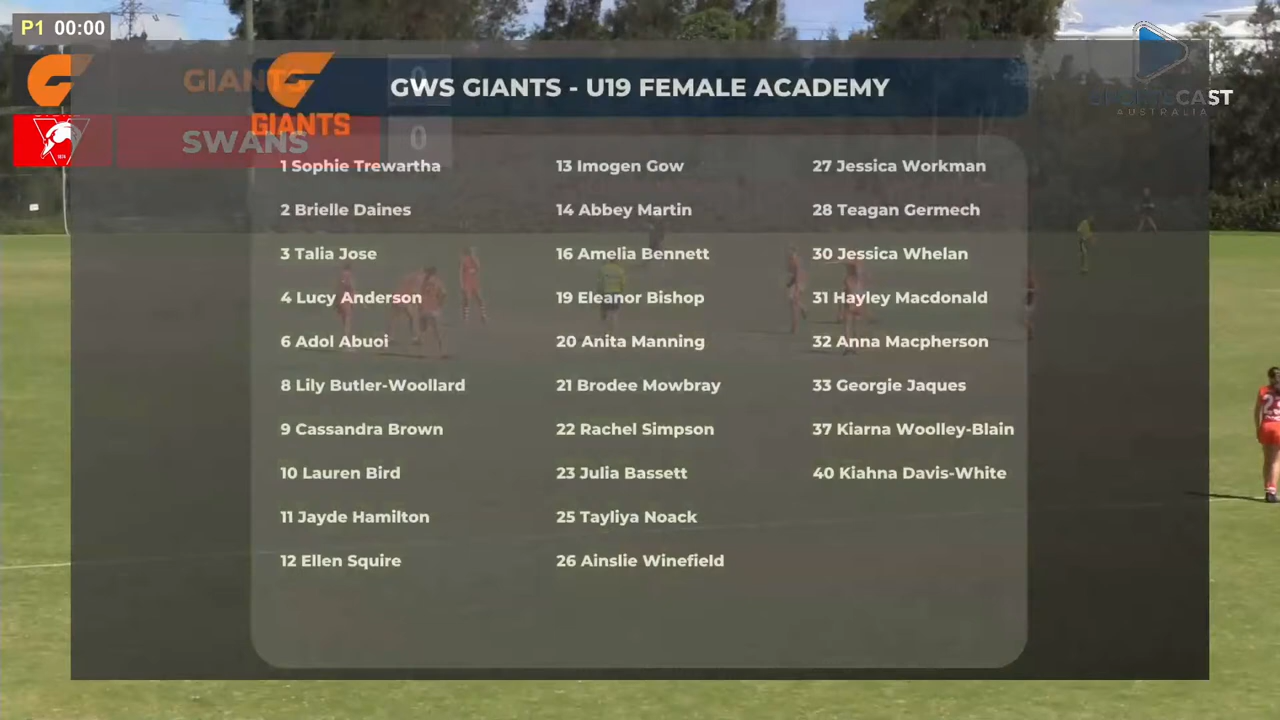 P1 00:00
GIANTS 0
SWANS 0
GIANTS
GWS GIANTS - U19 FEMALE ACADEMY
CAST
AUSTRALIA
1 Sophie Trewartha
2 Brielle Daines
3 Talia Jose
4 Lucy Anderson
6 Adol Abuoi
8 Lily Butler-Woollard
9 Cassandra Brown
10 Lauren Bird
11 Jayde Hamilton
12 Ellen Squire
13 Imogen Gow
14 Abbey Martin
16 Amelia Bennett
19 Eleanor Bishop
20 Anita Manning
21 Brodee Mowbray
22 Rachel Simpson
23 Julia Bassett
25 Tayliya Noack
26 Ainslie Winefield
27 Jessica Workman
28 Teagan Germech
30 Jessica Whelan
31 Hayley Macdonald
32 Anna Macpherson
33 Georgie Jaques
37 Kiarna Woolley-Blain
40 Kiahna Davis-White